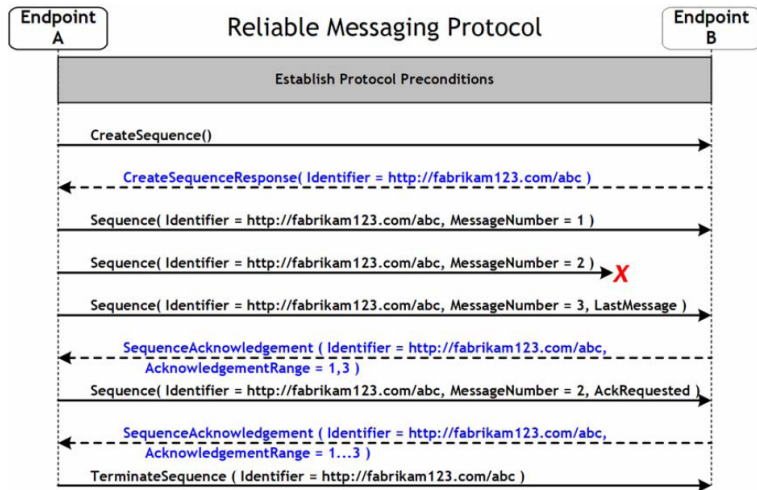 Endpoint
A
Reliable Messaging Protocol
Endpoint
B
Establish Protocol Preconditions
CreateSequence()
CreateSequenceResponse( Identifier = http://fabrikam123.com/abc )
Sequence( Identifier = http://fabrikam123.com/abc, MessageNumber = 1 )
Sequence( Identifier = http://fabrikam123.com/abc, MessageNumber = 2 )
X
Sequence( Identifier = http://fabrikam123.com/abc, MessageNumber = 3, LastMessage )
SequenceAcknowledgement ( Identifier = http://fabrikam123.com/abc,
AcknowledgementRange = 1,3 )
Sequence( Identifier = http://fabrikam123.com/abc, MessageNumber = 2, AckRequested )
SequenceAcknowledgement ( Identifier = http://fabrikam123.com/abc,
AcknowledgementRange = 1...3 )
TerminateSequence ( Identifier = http://fabrikam123.com/abc )